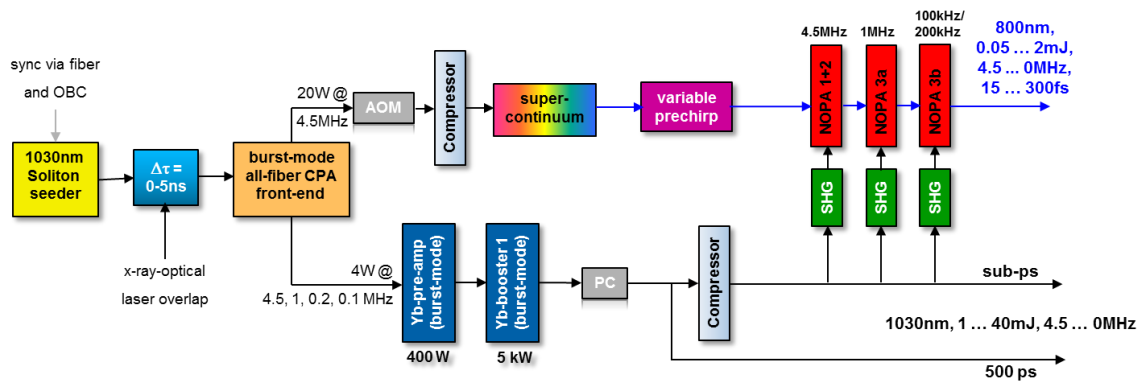 sync via fiber
and OBC
1030nm
Soliton
seeder
Δτ =
0-5ns
x-ray-optical
laser overlap
burst-mode
all-fiber CPA
front-end
20W @
4.5MHz
AOM
Compressor
super-
continuum
variable
prechirp
4.5MHz
NOPA 1+2
1MHz
NOPA 3a
100kHz/
200kHz
NOPA 3b
800nm,
0.05 ... 2mJ,
4.5 ... 0MHz,
15 ... 300fs
SHG
SHG
SHG
4W @
4.5, 1, 0.2, 0.1 MHz
Yb-pre-amp
(burst-mode)
400 W
Yb-booster 1
(burst-mode)
5 kW
PC
Compressor
sub-ps
1030nm, 1 ... 40mJ, 4.5 ... 0MHz
500 ps